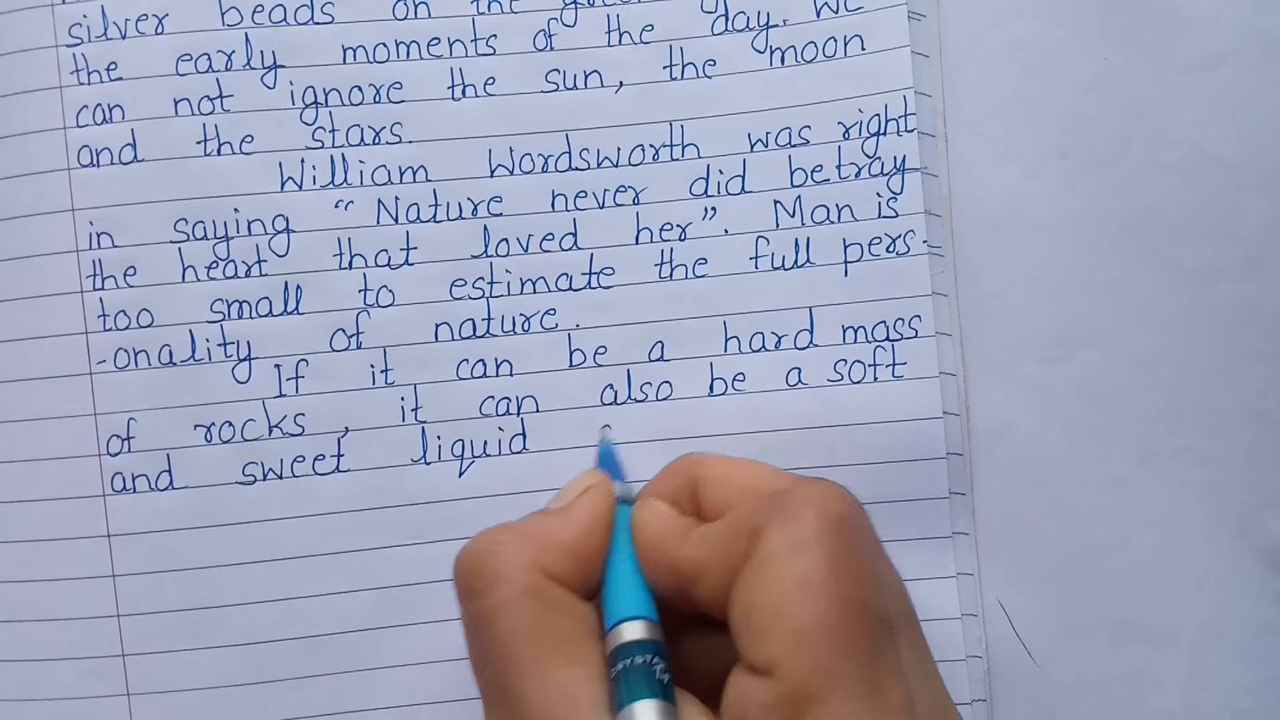 silver beads on the
the early moments of the day. We
can not ignore the sun, the moon
and the stars.
William Wordsworth was right
in saying "Nature never did betray
the heart that loved her". Man is
too small to estimate the full pers-
-onality of nature.
If it can be a hard mass
of rocks, it can also be a soft
and sweet liquid
CRYSTAL